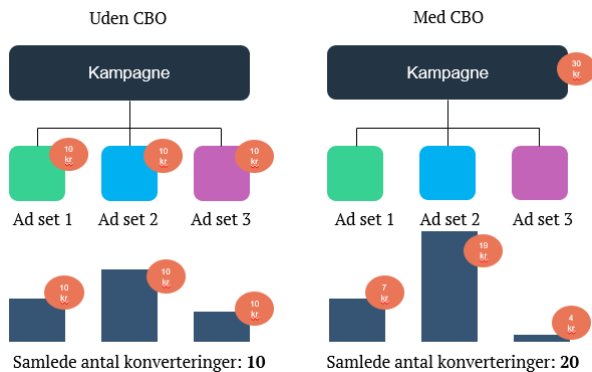 Uden CBO
Med CBO
Kampagne
Kampagne
30
kr.
10
kr.
10
kr.
10
kr.
Ad set 1
Ad set 2
Ad set 3
Ad set 1
Ad set 2
Ad set 3
10
kr.
10
kr.
10
kr.
7
kr.
19
kr.
4
kr.
Samlede antal konverteringer: 10
Samlede antal konverteringer: 20